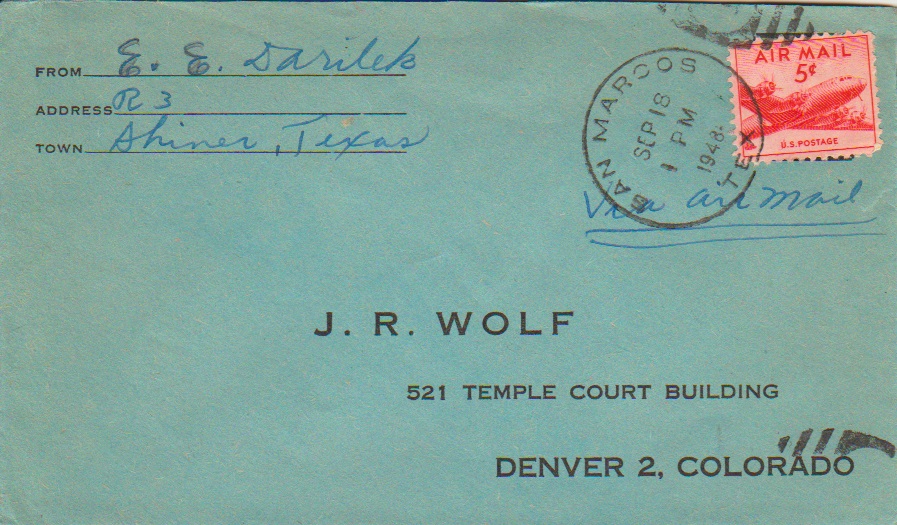 FROM E. E. Darilek
ADDRESS R 3
TOWN Shiner, Texas
SAN MARCOS TEX
SEP 18
1 PM
1948
AIR MAIL
5¢
U.S. POSTAGE
Via Air Mail
J. R. WOLF
521 TEMPLE COURT BUILDING
DENVER 2, COLORADO